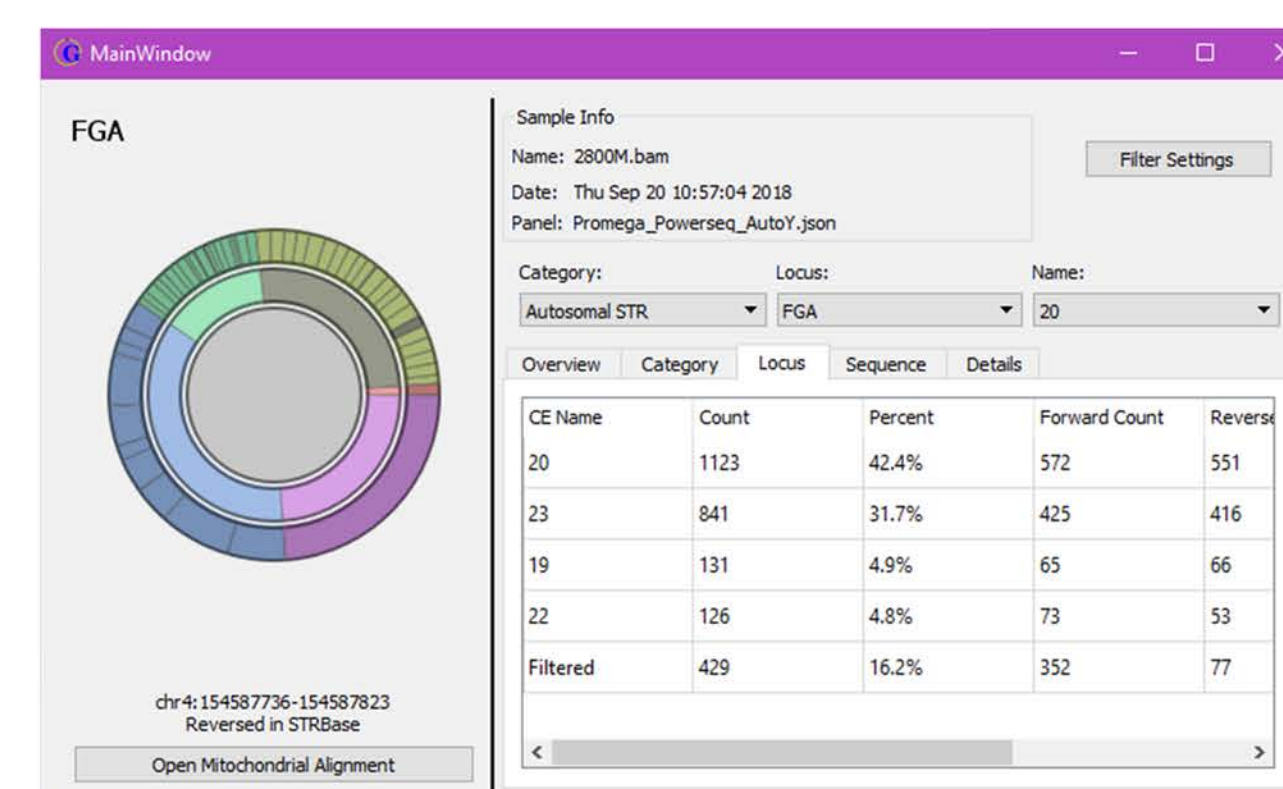 MainWindow
FGA
chr4:154587736-154587823
Reversed in STRBase
Open Mitochondrial Alignment
Sample Info
Name: 2800M.bam
Date: Thu Sep 20 10:57:04 2018
Panel: Promega_Powerseq_AutoY.json
Filter Settings
Category: Locus: Name:
Autosomal STR FGA 20
Overview Category Locus Sequence Details
CE Name Count Percent Forward Count Reverse
20 1123 42.4% 572 551
23 841 31.7% 425 416
19 131 4.9% 65 66
22 126 4.8% 73 53
Filtered 429 16.2% 352 77